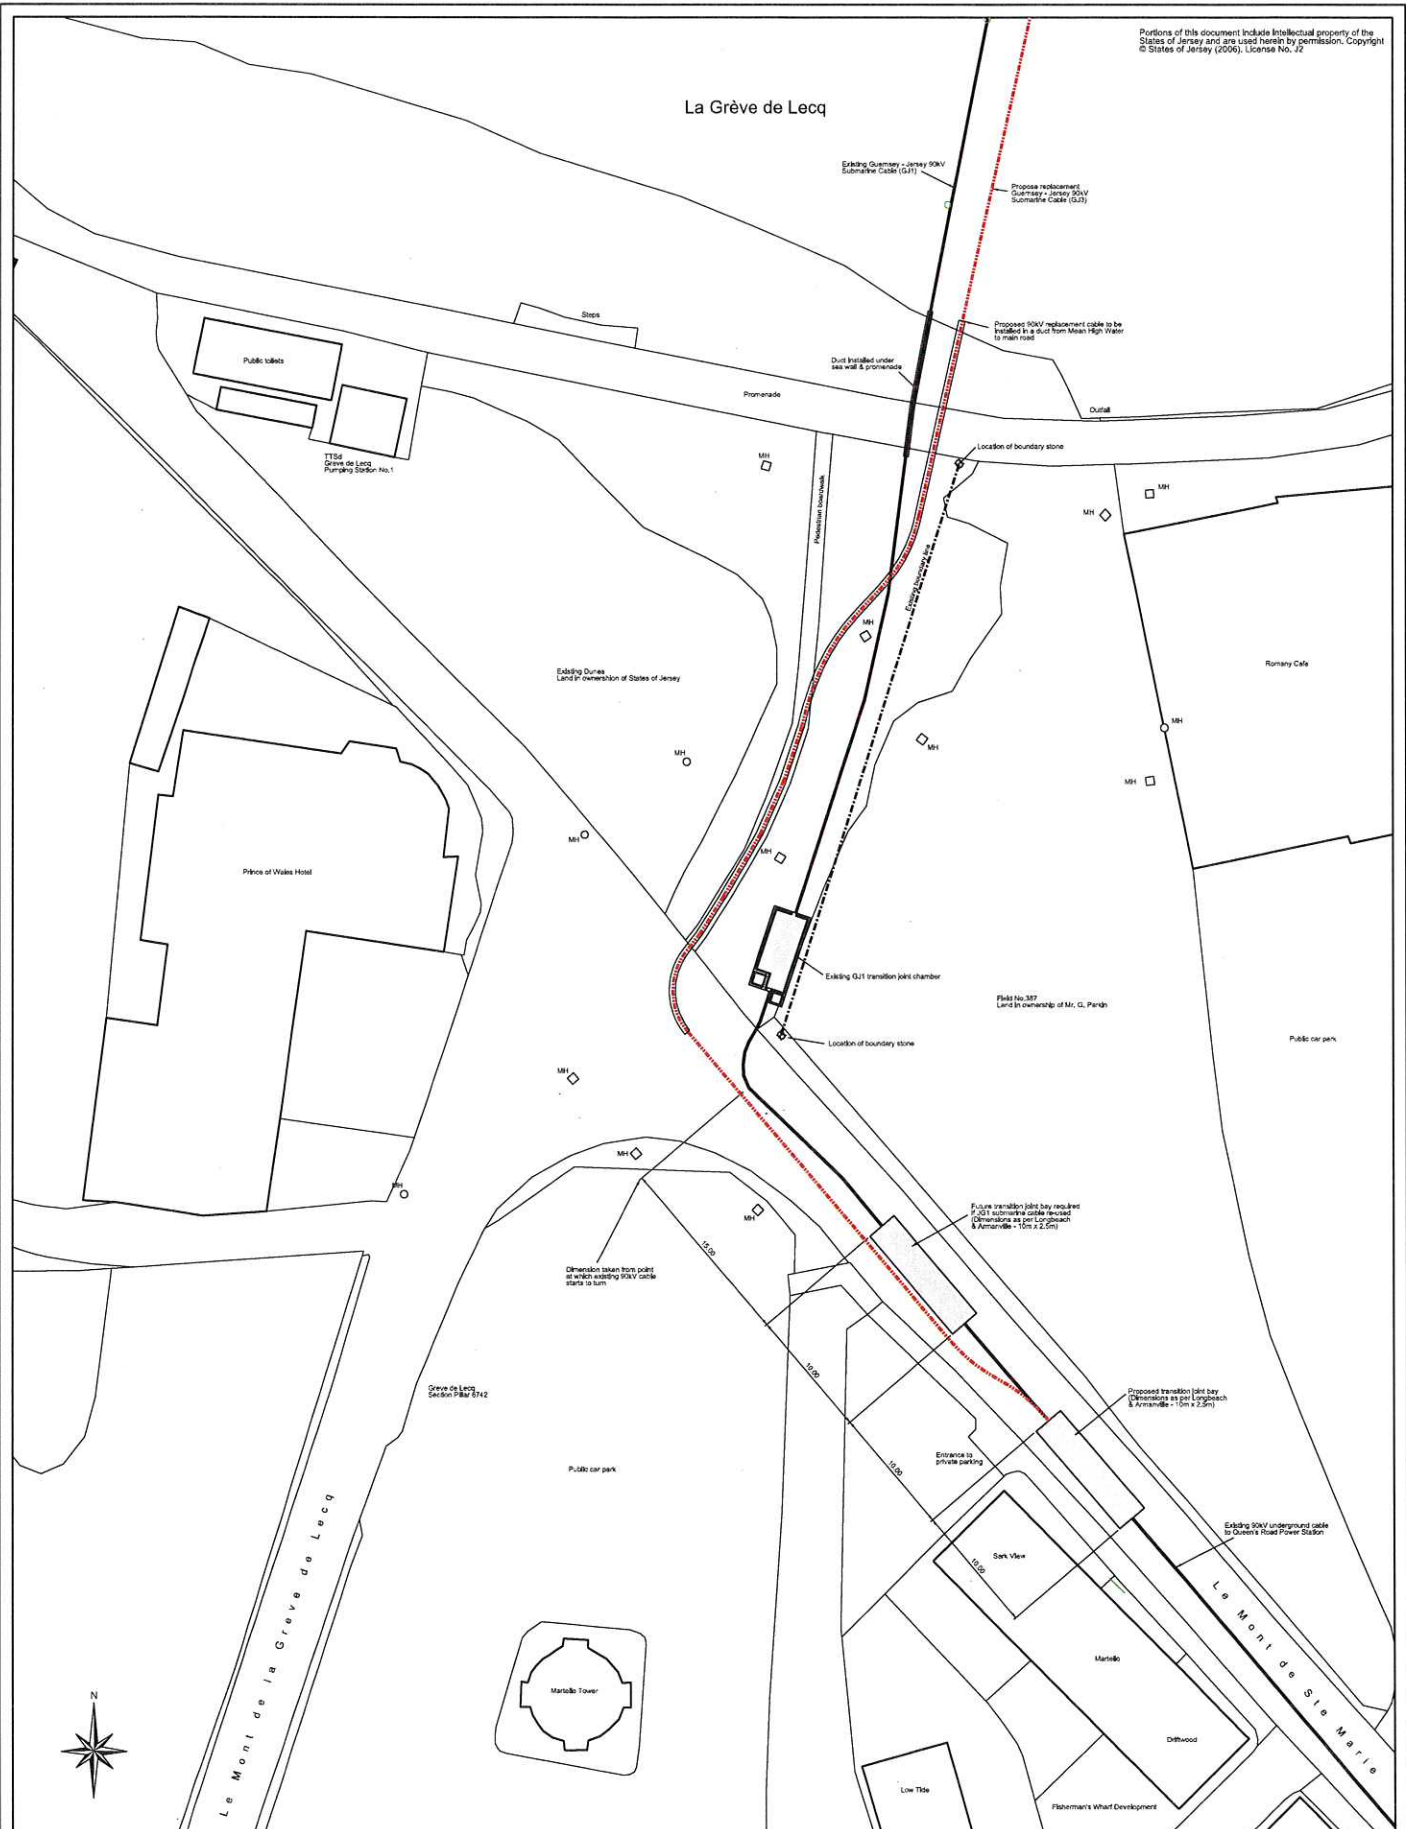 Portions of this document include intellectual property of the
States of Jersey and are used herein by permission. Copyright
© States of Jersey (2006). License No. J2
La Grève de Lecq
Existing Guernsey - Jersey 90kV
Submarine Cable (GJ1)
Propose replacement
Guernsey - Jersey 90kV
Submarine Cable (GJ3)
Steps
Proposed 90kV replacement cable to be
installed in a duct from Mean High Water
to main road
Public toilets
Duct installed under
sea wall & promenade
Promenade
Outfall
Location of boundary stone
TTSd
Greve de Lecq
Pumping Station No.1
MH
Pedestrian boardwalk
MH
MH
Existing boundary line
MH
Romany Cafe
Existing Dunes
Land in ownership of States of Jersey
MH
MH
MH
MH
MH
MH
Prince of Wales Hotel
Existing GJ1 transition joint chamber
Field No.387
Land in ownership of Mr. G. Parkin
Public car park
Location of boundary stone
MH
MH
MH
MH
Future transition joint bay required
if JG1 submarine cable re-used
(Dimensions as per Longbeach
& Armanville - 10m x 2.5m)
15.00
Dimension taken from point
at which existing 90kV cable
starts to turn
10.00
Greve de Lecq
Section Pillar 6742
Proposed transition joint bay
(Dimensions as per Longbeach
& Armanville - 10m x 2.5m)
Public car park
Entrance to
private parking
10.00
Existing 90kV underground cable
to Queen's Road Power Station
Sark View
10.00
Le Mont de la Greve de Lecq
Le Mont de Ste Marie
Martello
Martello Tower
N
Driftwood
Low Tide
Fisherman's Wharf Development